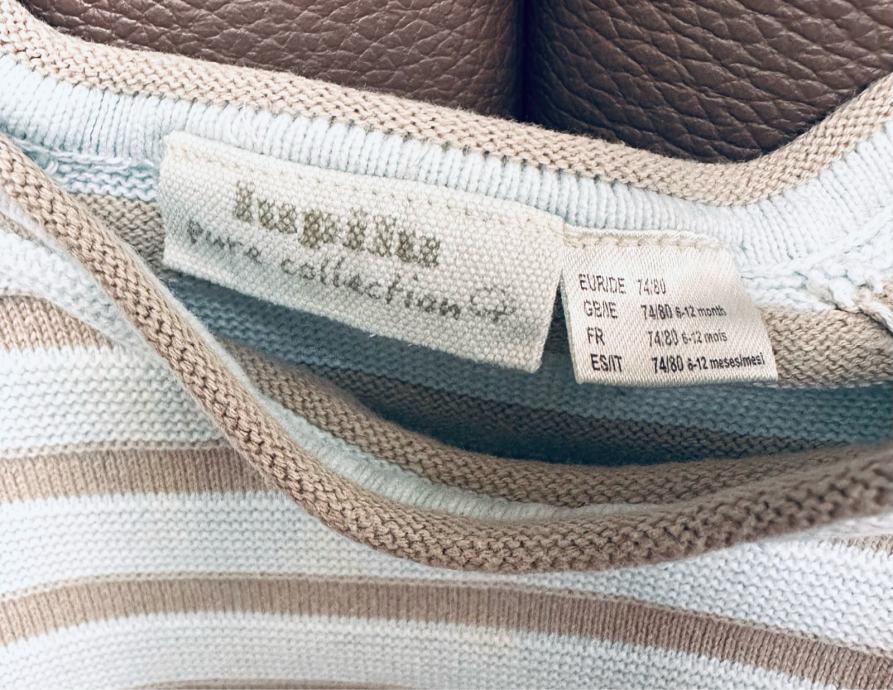 lupilu
pure collection
EUR/DE 74/80
GB/IE 74/80 6-12 month
FR 74/80 6-12 mois
ES/IT 74/80 6-12 meses/mesi